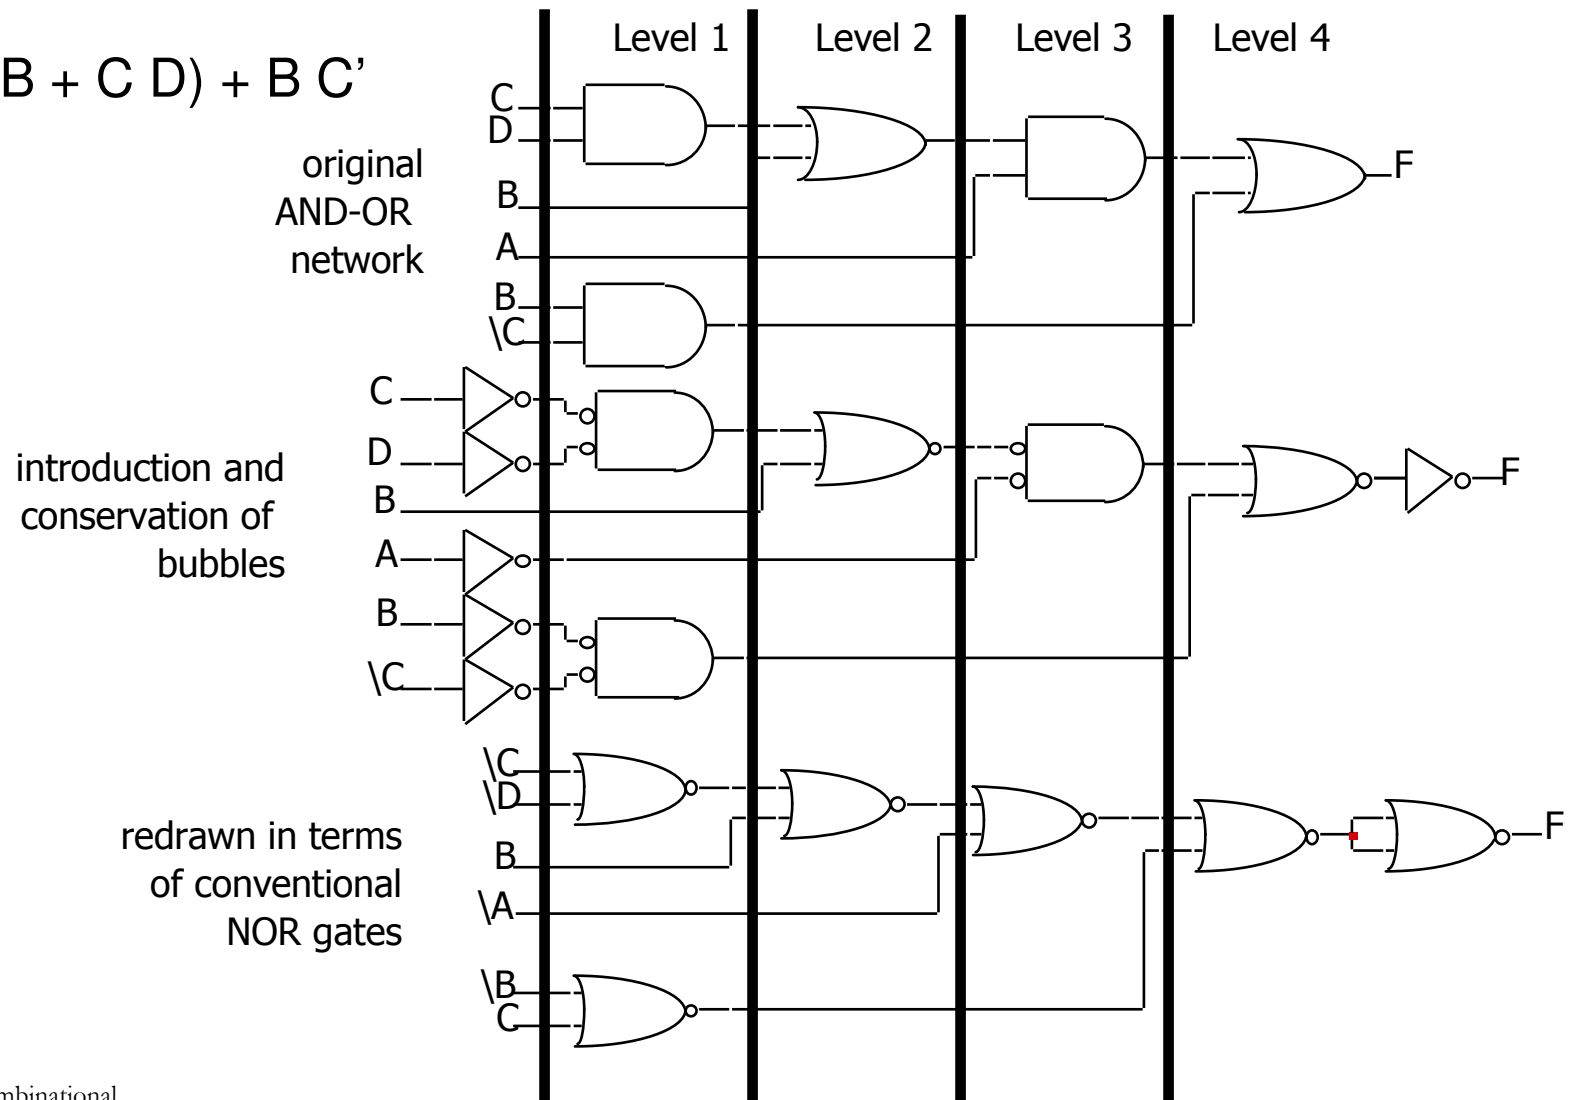 Level 1
Level 2
Level 3
Level 4
B + C D) + B C’
C
D
B
A
B
\C
F
original
AND-OR
network
C
D
B
A
B
\C
F
introduction and
conservation of
bubbles
\C
\D
B
\A
\B
C
F
redrawn in terms
of conventional
NOR gates